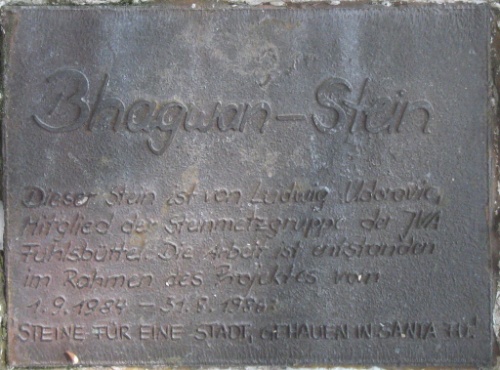 Bhagwan-Stein
Dieser Stein ist von Ludwig
Mitglied der Steinmetzgruppe der JVA
Fuhlsbüttel. Die Arbeit ist entstanden
im Rahmen des Projektes vom
1.9.1984 - 31.8.1986:
STEINE FÜR EINE STADT, GEHAUEN IN SANTA FU.